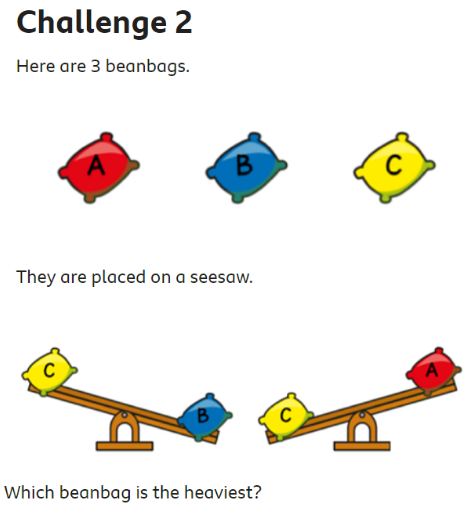 Challenge 2
Here are 3 beanbags.
A B C
They are placed on a seesaw.
C A
B C
Which beanbag is the heaviest?